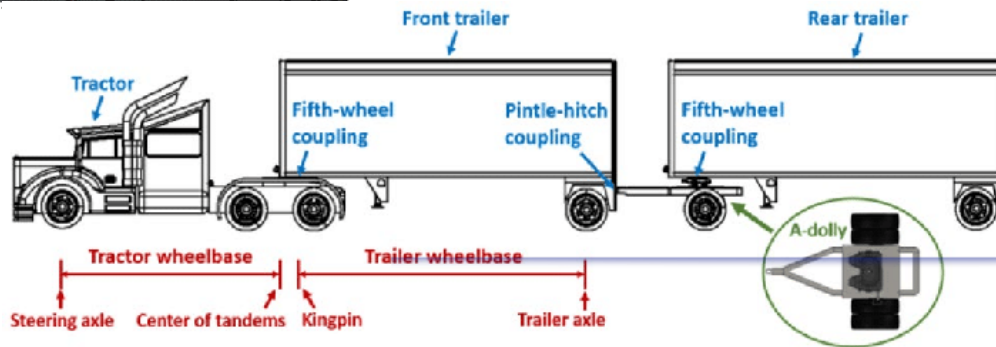 Front trailer
Rear trailer
Tractor
Fifth-wheel
coupling
Pintle-hitch
coupling
Fifth-wheel
coupling
A-dolly
Tractor wheelbase
Trailer wheelbase
Steering axle
Center of tandems
Kingpin
Trailer axle